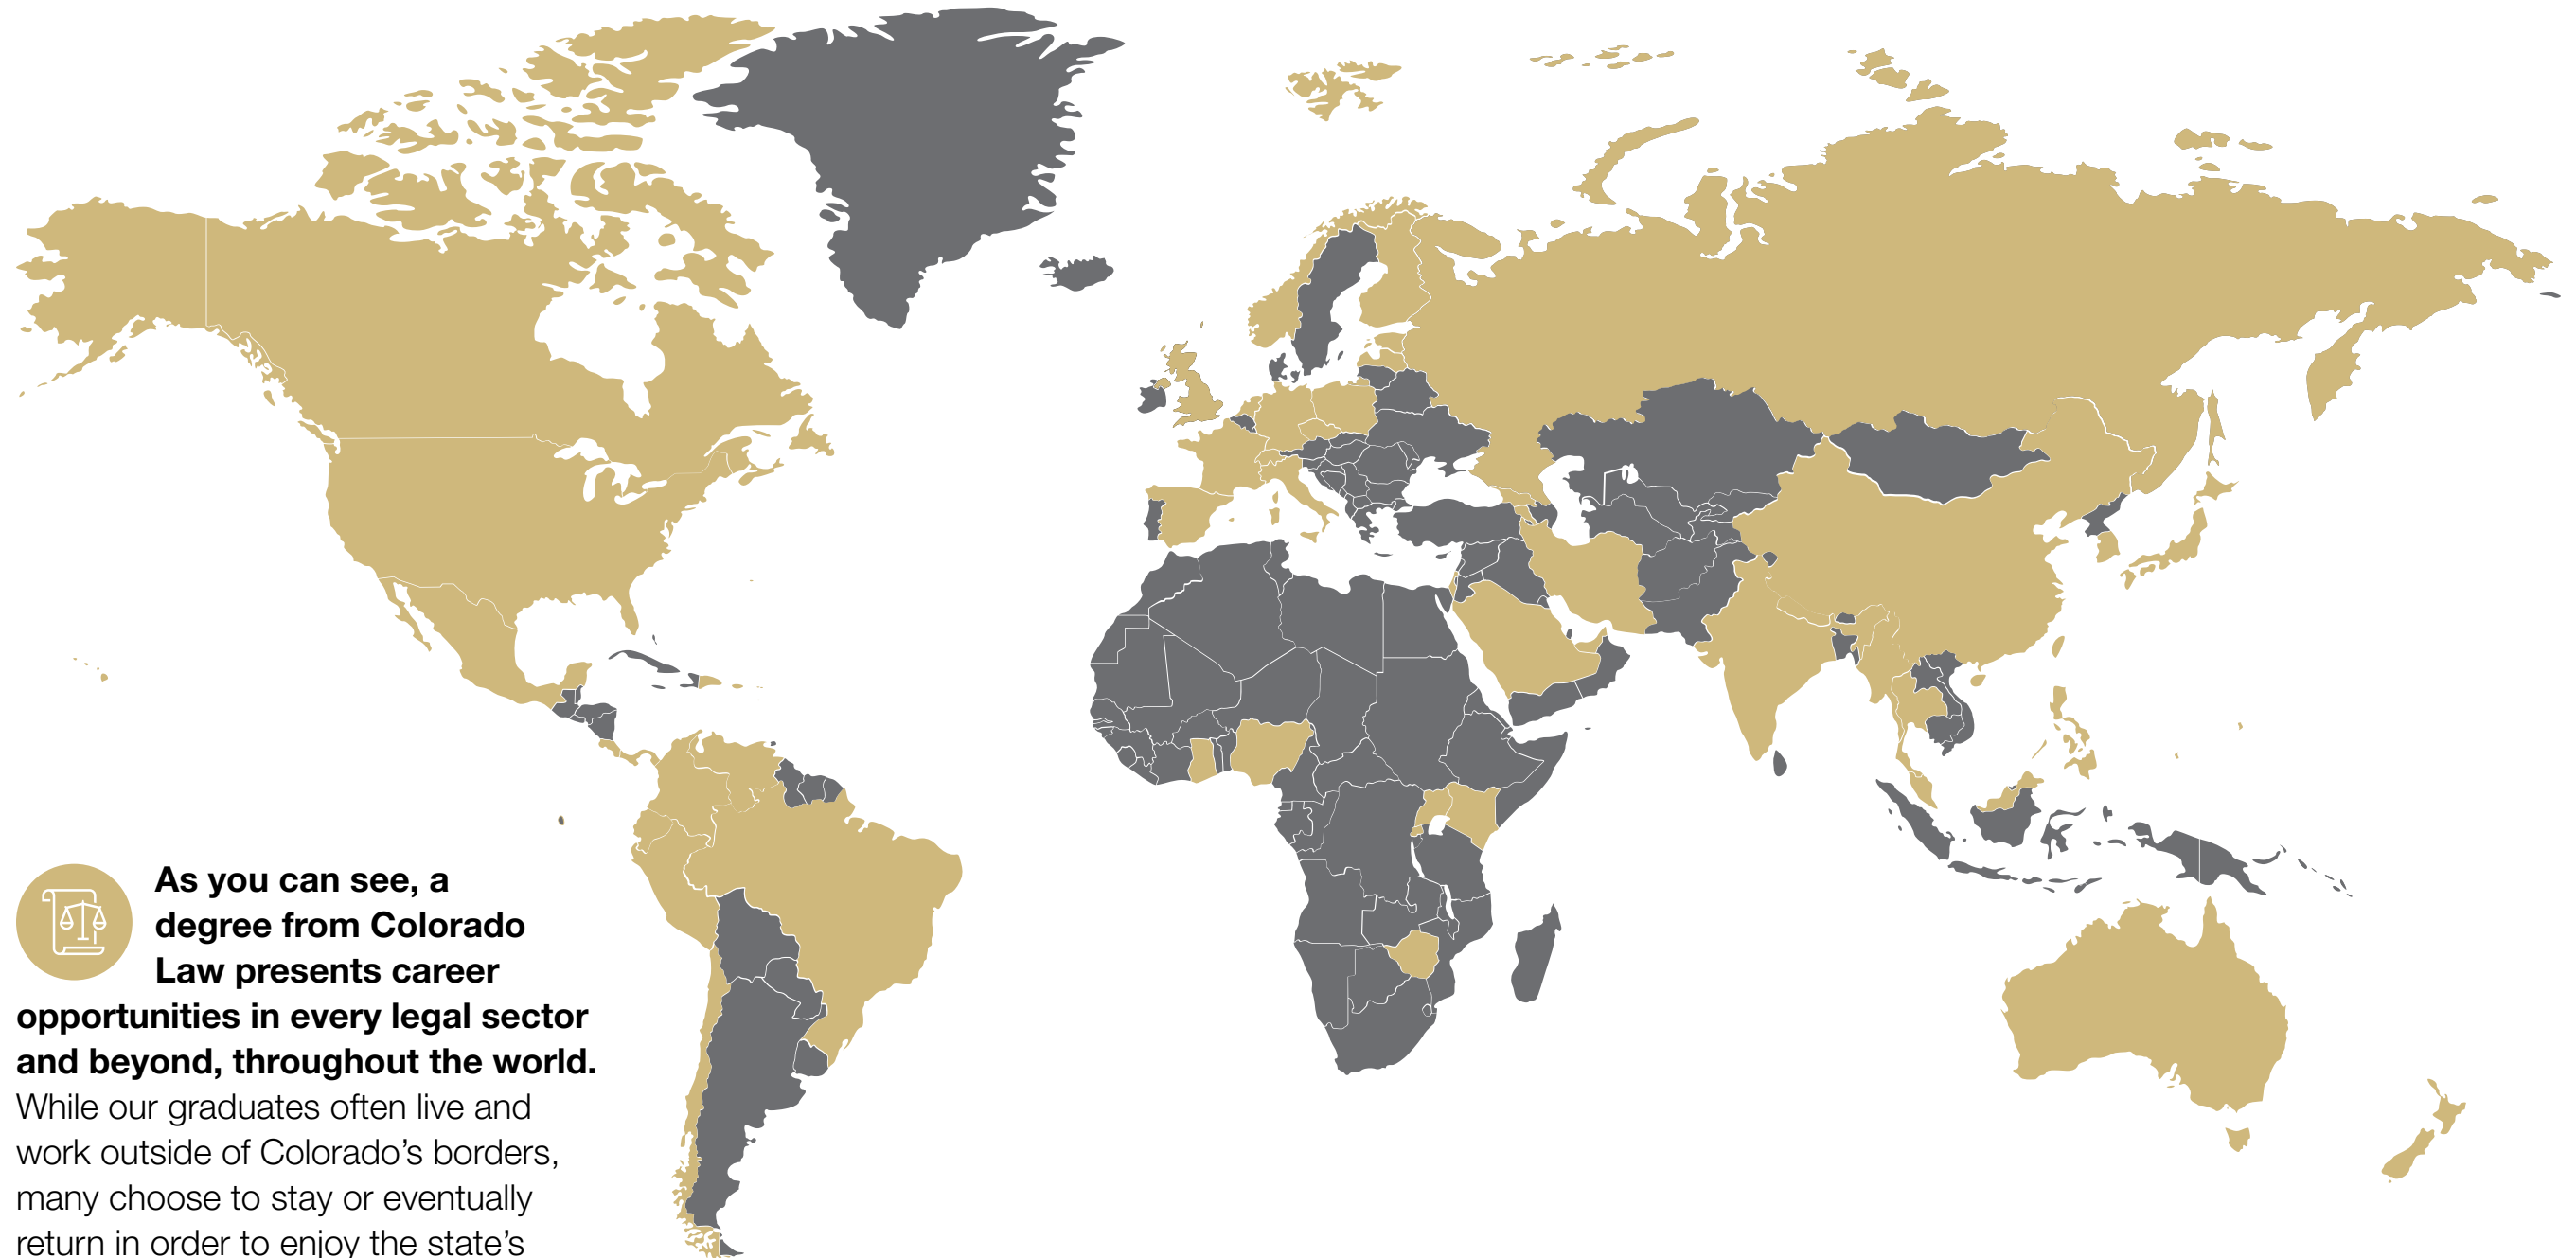 As you can see, a
degree from Colorado
Law presents career
opportunities in every legal sector
and beyond, throughout the world.
While our graduates often live and
work outside of Colorado’s borders,
many choose to stay or eventually
return in order to enjoy the state’s